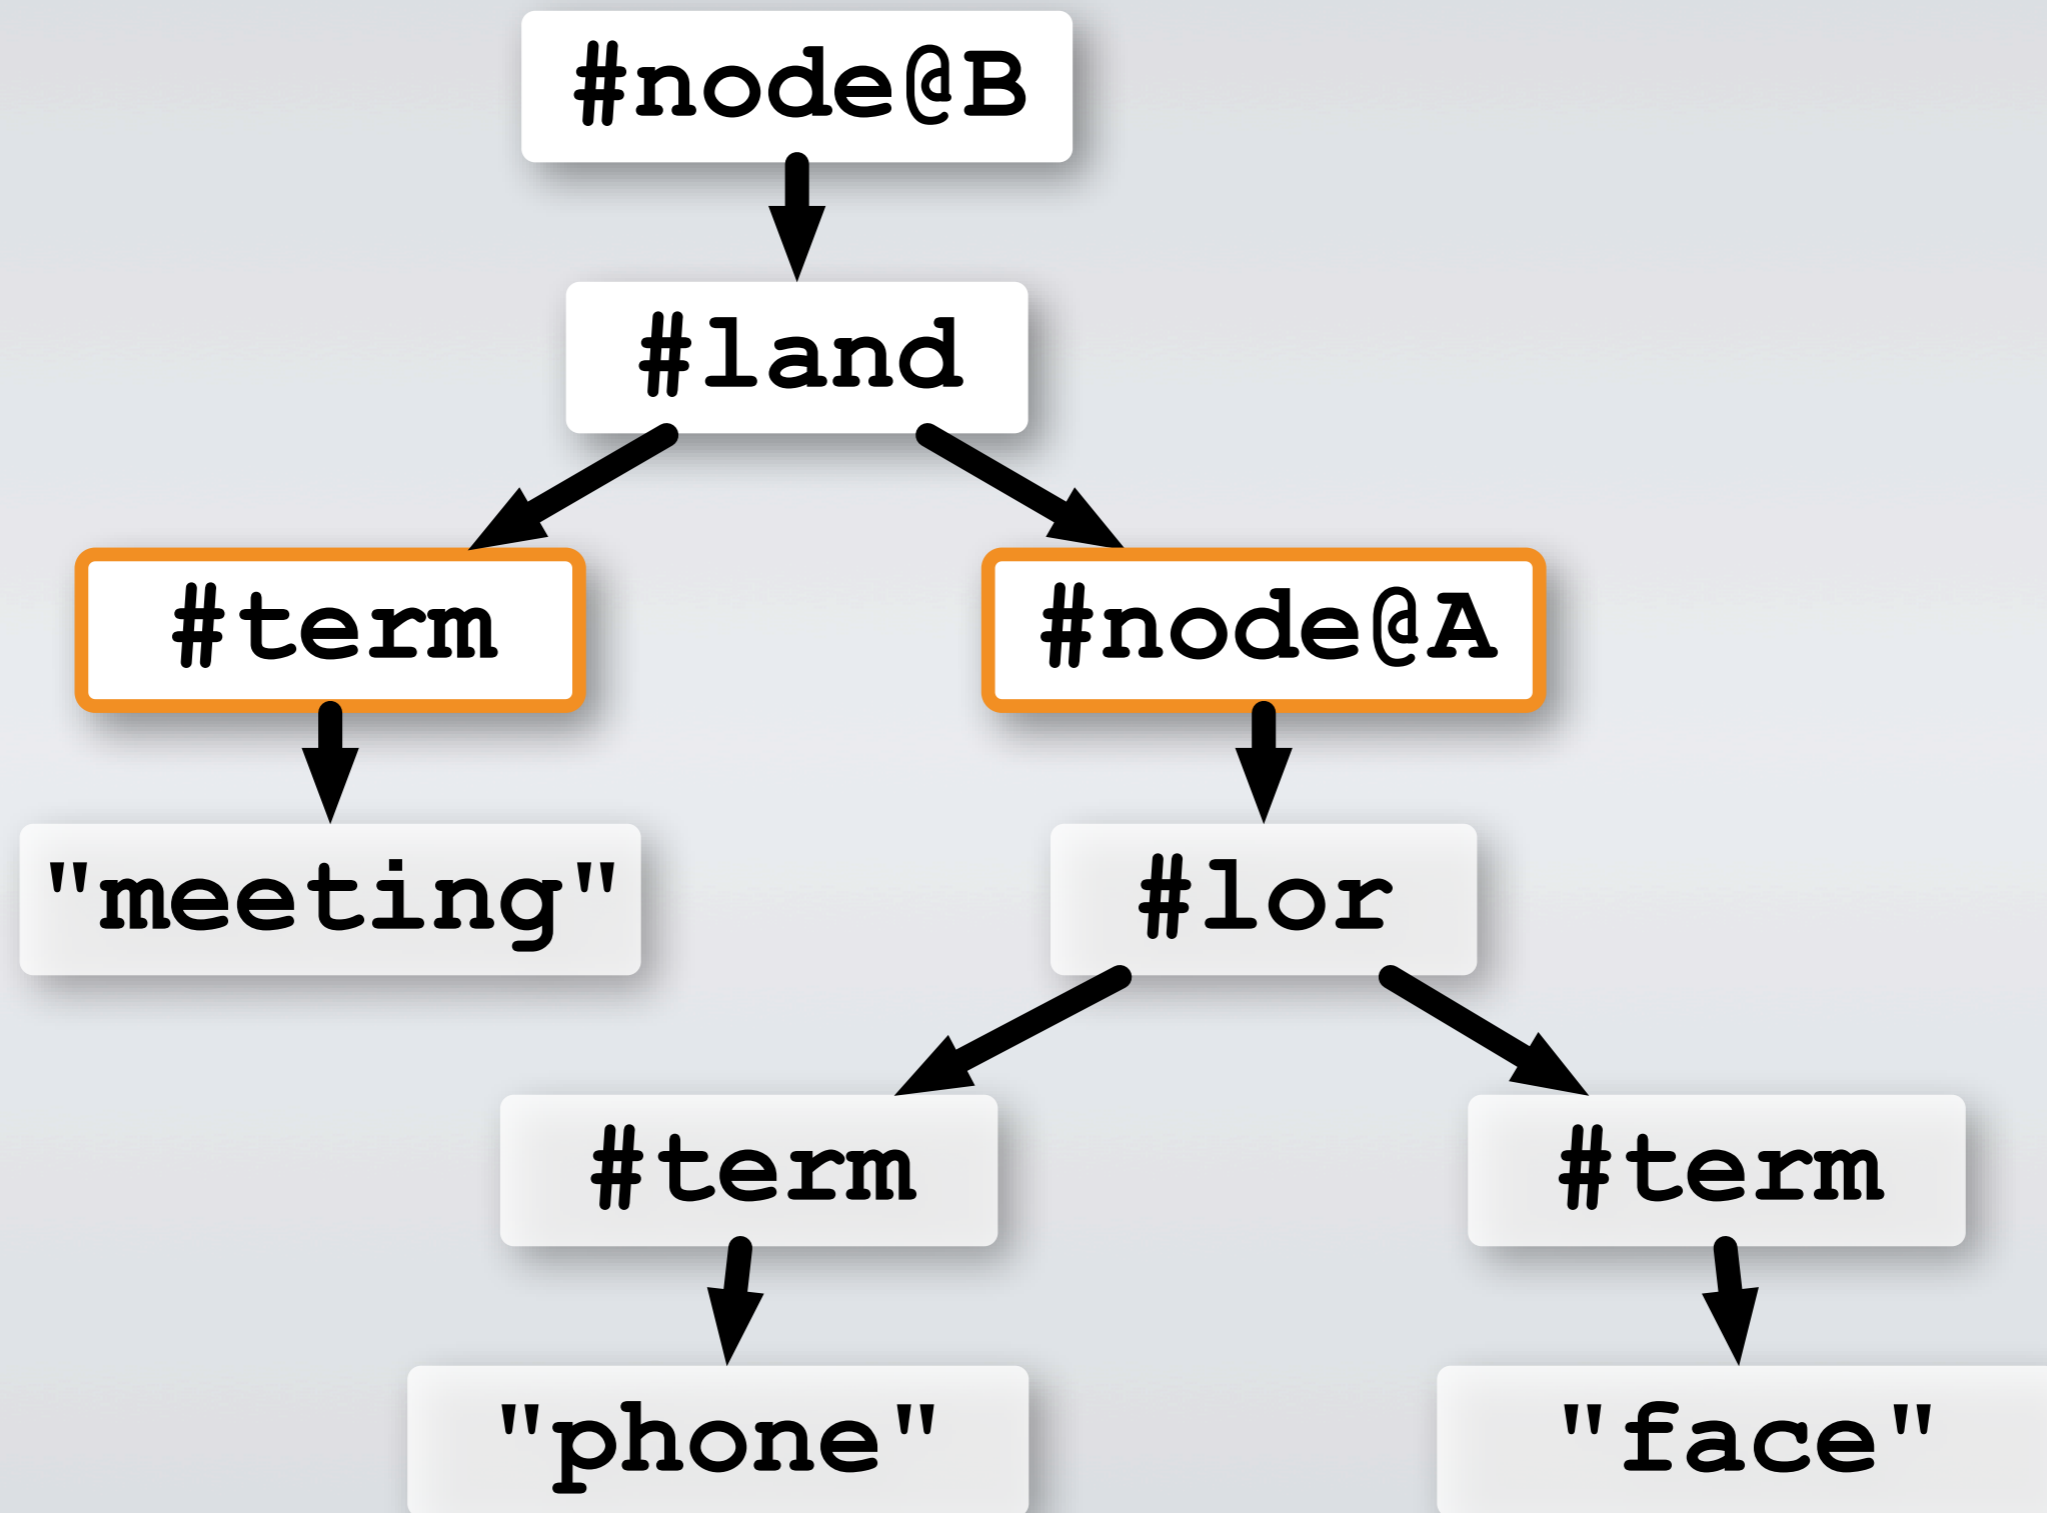 #node@B
#land
#term
#node@A
"meeting"
#lor
#term
#term
"phone"
"face"